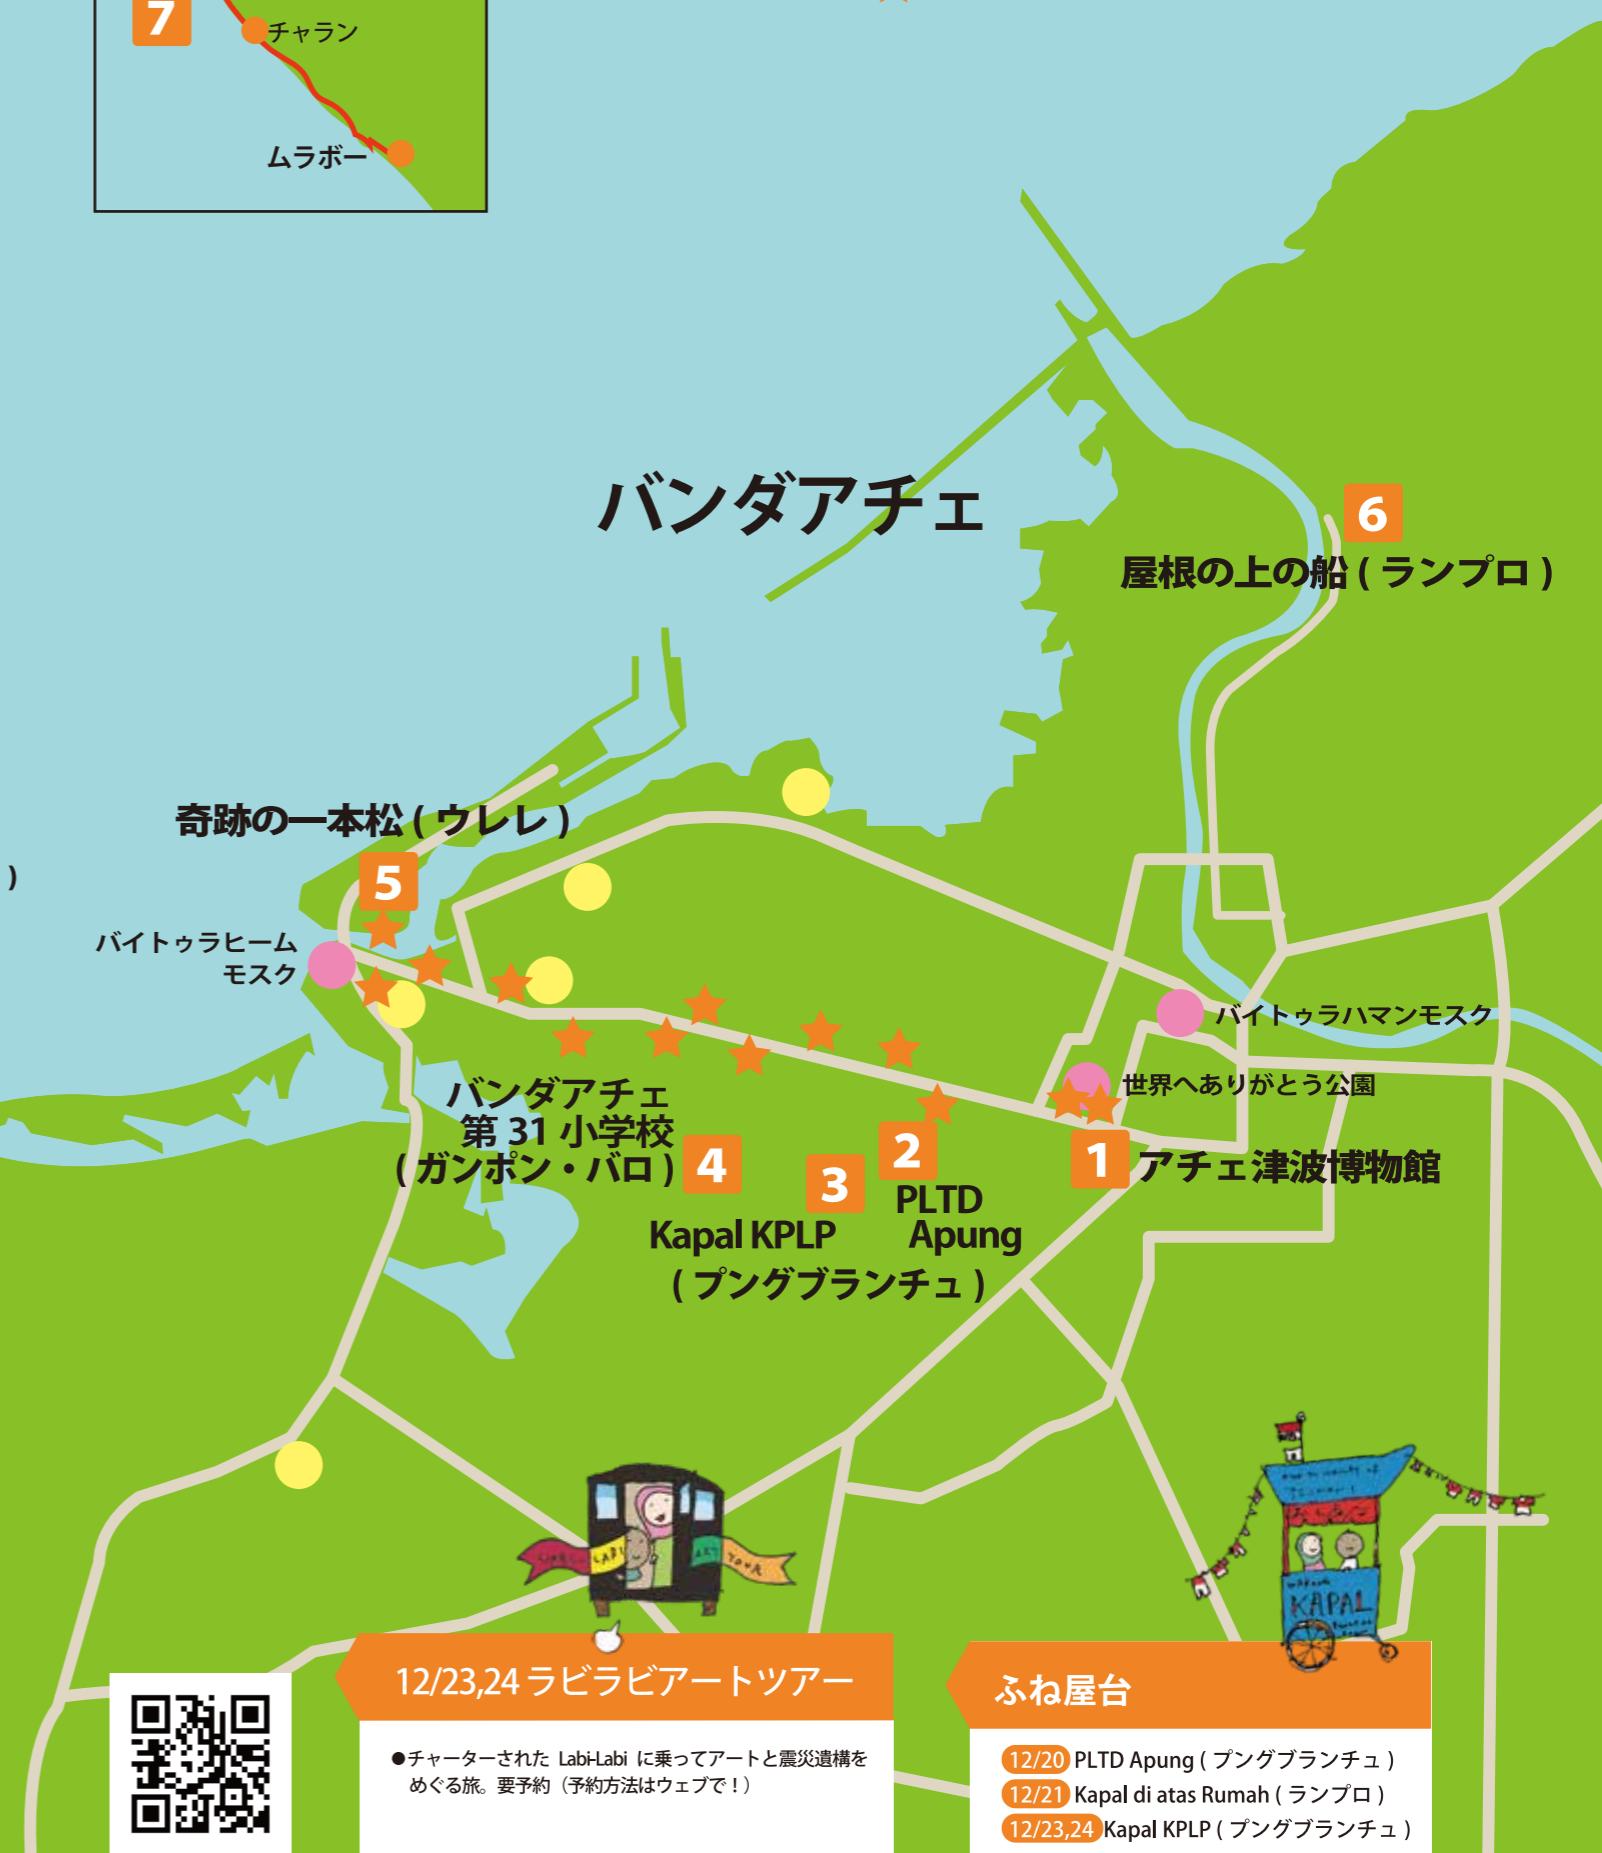 7
チャラン
ムラボー
バンダアチェ
6
屋根の上の船 ( ランプロ )
奇跡の一本松 ( ウレレ )
5
)
バイトゥラヒーム
モスク
バイトゥラハマンモスク
世界へありがとう公園
バンダアチェ
第 31 小学校
( ガンポン・バロ )
4
3
2
1
アチェ津波博物館
PLTD
Apung
Kapal KPLP
( プングブランチュ )
LABI
ART
TOUR
KAPAL
12/23,24 ラビラビアートツアー
●チャーターされた Labi-Labi に乗ってアートと震災遺構を
めぐる旅。要予約（予約方法はウェブで！）
ふね屋台
12/20 PLTD Apung ( プングブランチュ )
12/21 Kapal di atas Rumah ( ランプロ )
12/23,24 Kapal KPLP ( プングブランチュ )